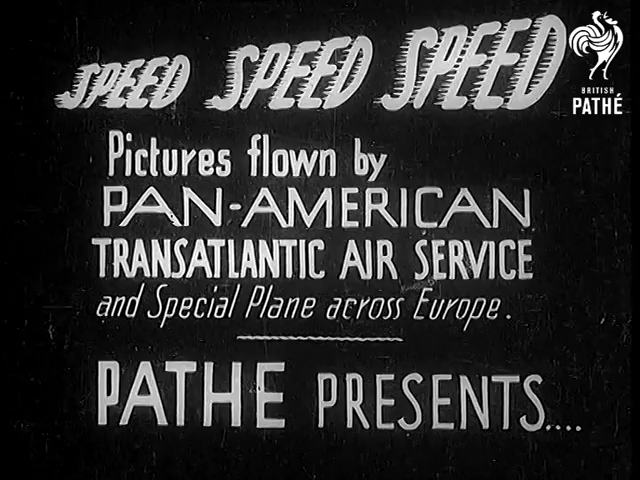 SPEED SPEED SPEED
BRITISH
PATHÉ
Pictures flown by
PAN-AMERICAN
TRANSATLANTIC AIR SERVICE
and Special Plane across Europe.
PATHE PRESENTS....